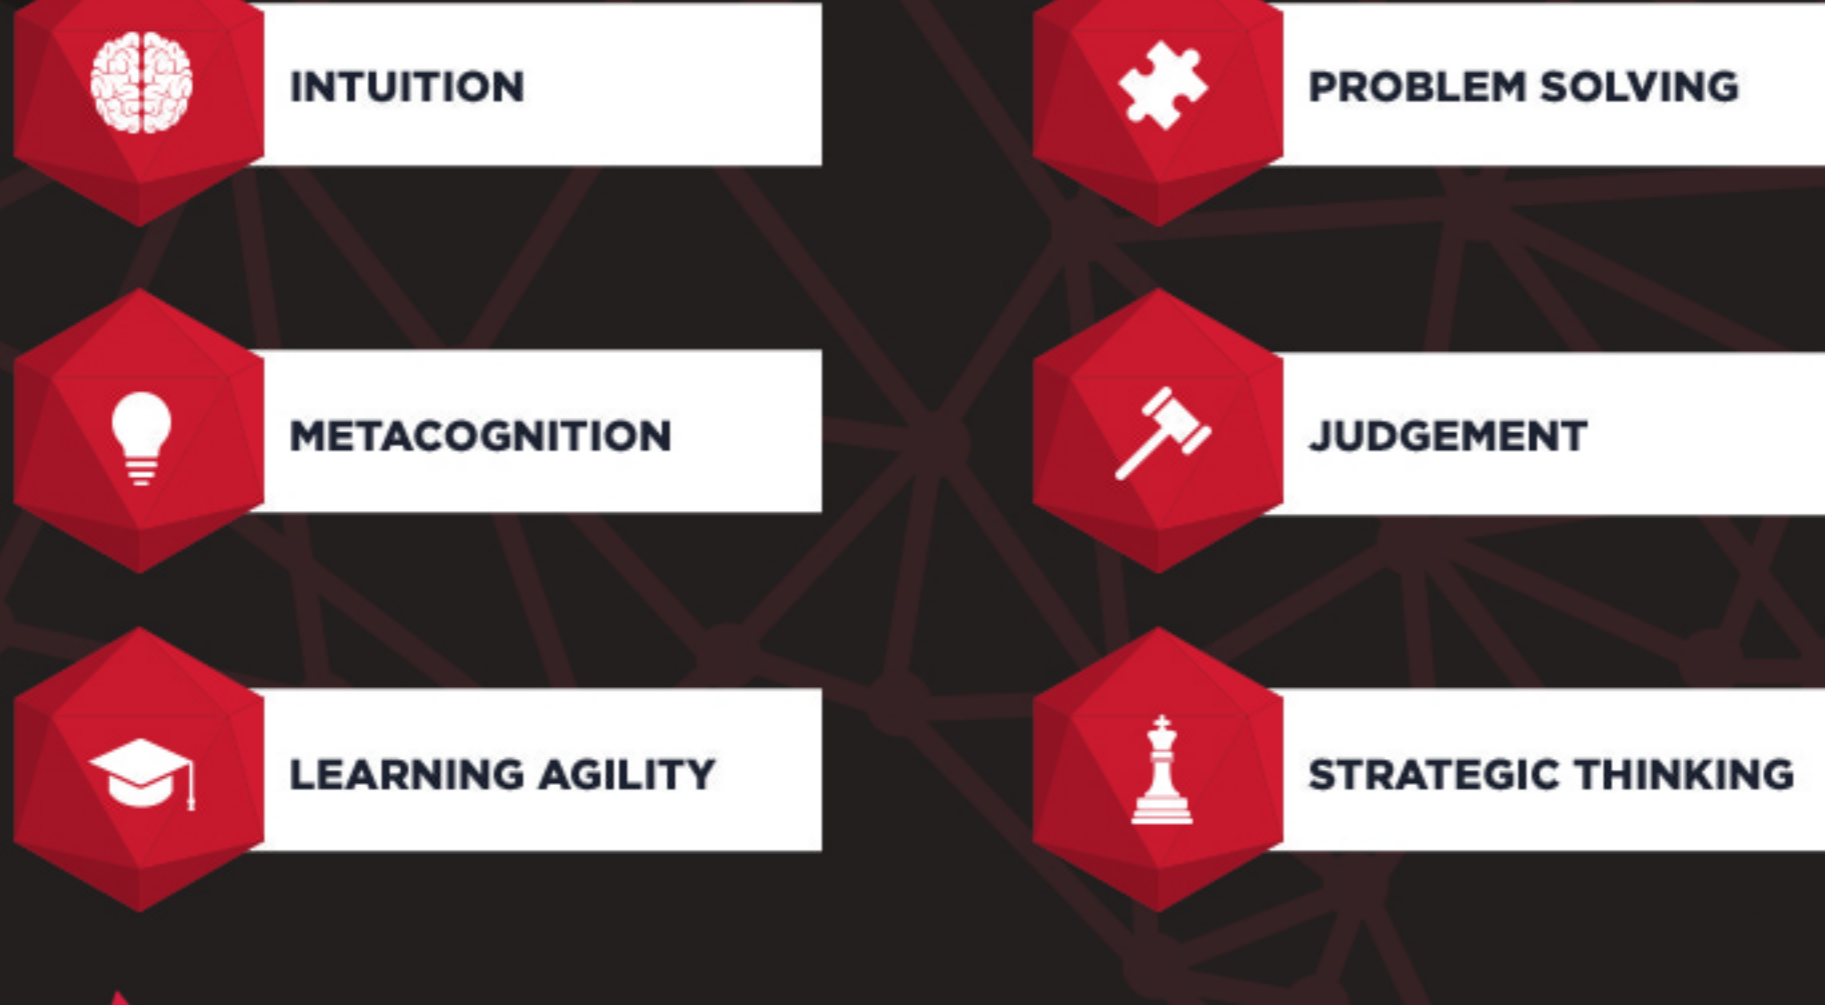 INTUITION
PROBLEM SOLVING
METACOGNITION
JUDGEMENT
LEARNING AGILITY
STRATEGIC THINKING